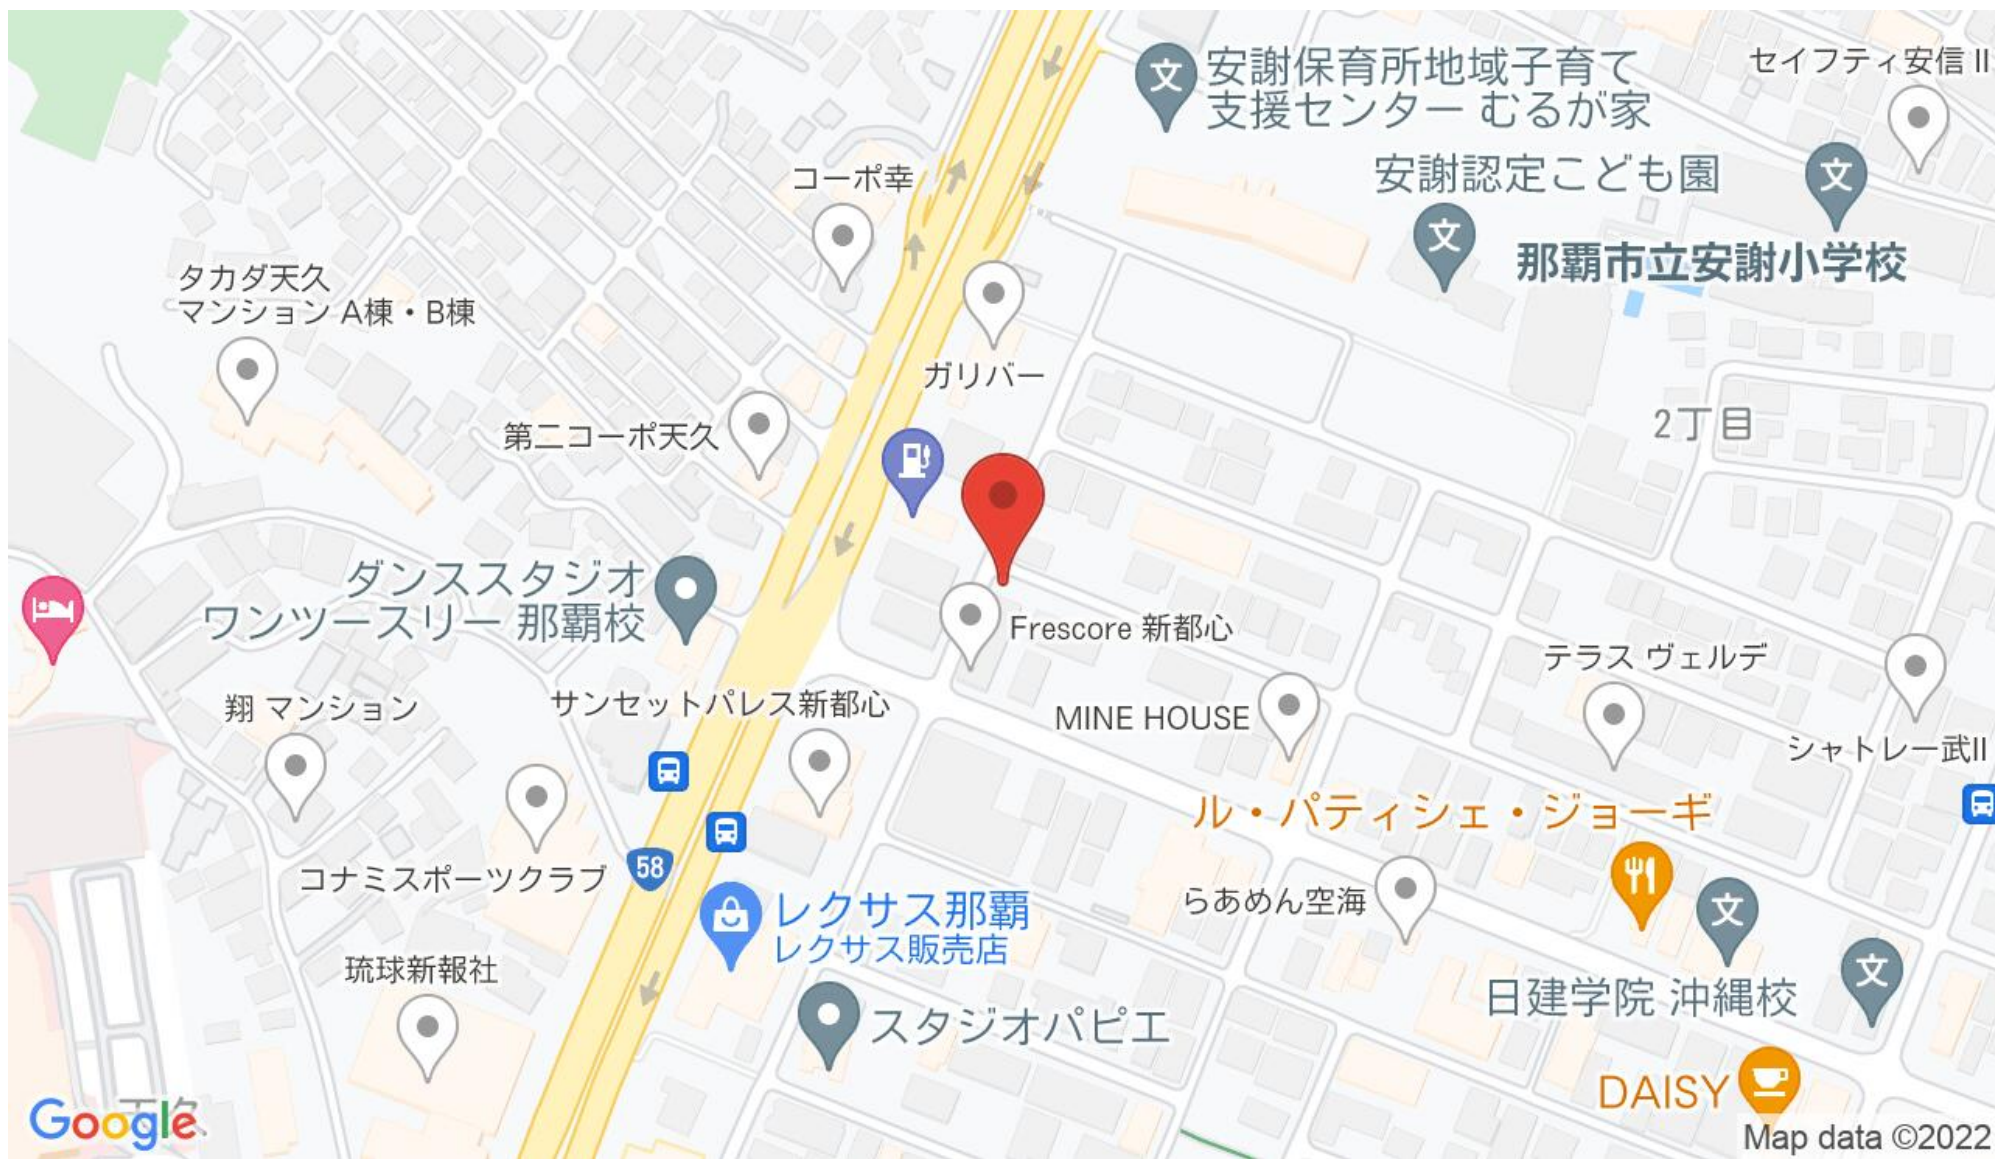 安謝保育所地域子育て
支援センター むるが家
セイフティ安信 II
安謝認定こども園
那覇市立安謝小学校
コーポ幸
タカダ天久
マンション A棟・B棟
ガリバー
第二コーポ天久
2丁目
ダンススタジオ
ワンツースリー 那覇校
Frescore 新都心
テラス ヴェルデ
翔 マンション
サンセットパレス新都心
MINE HOUSE
シャトレー武II
ル・パティシェ・ジョーギ
58
コナミスポーツクラブ
らあめん空海
レクサス那覇
レクサス販売店
琉球新報社
日建学院 沖縄校
スタジオパピエ
DAISY
Google
Map data ©2022
文
文
文
文
文